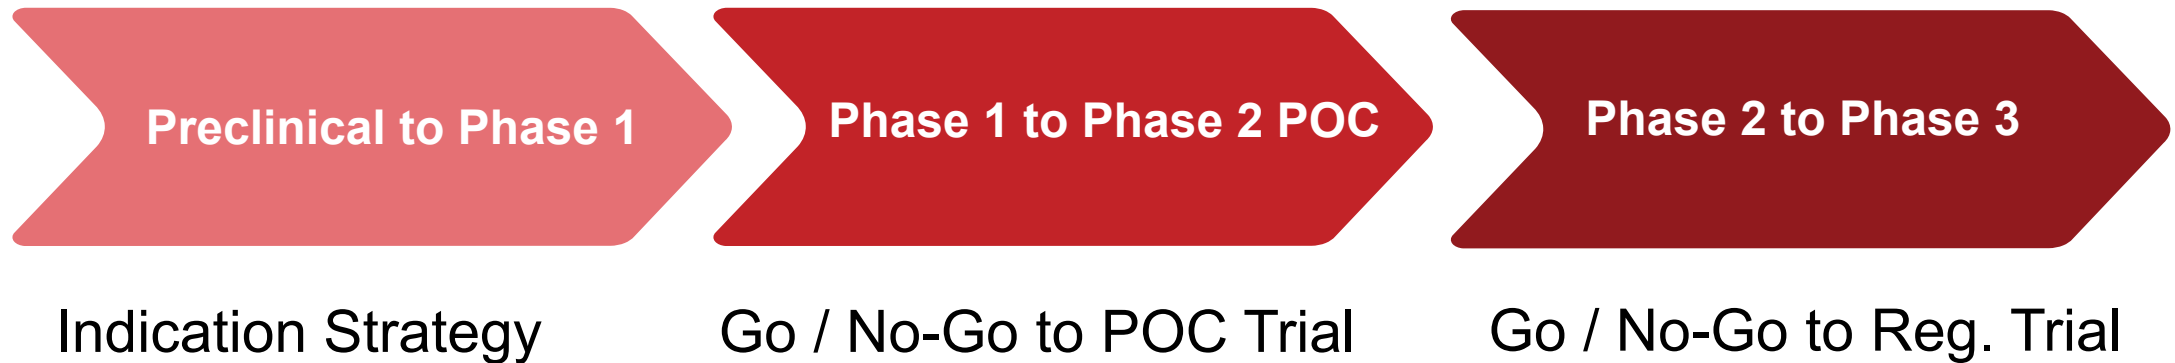 Preclinical to Phase 1
Phase 1 to Phase 2 POC
Phase 2 to Phase 3
Indication Strategy
Go / No-Go to POC Trial
Go / No-Go to Reg. Trial